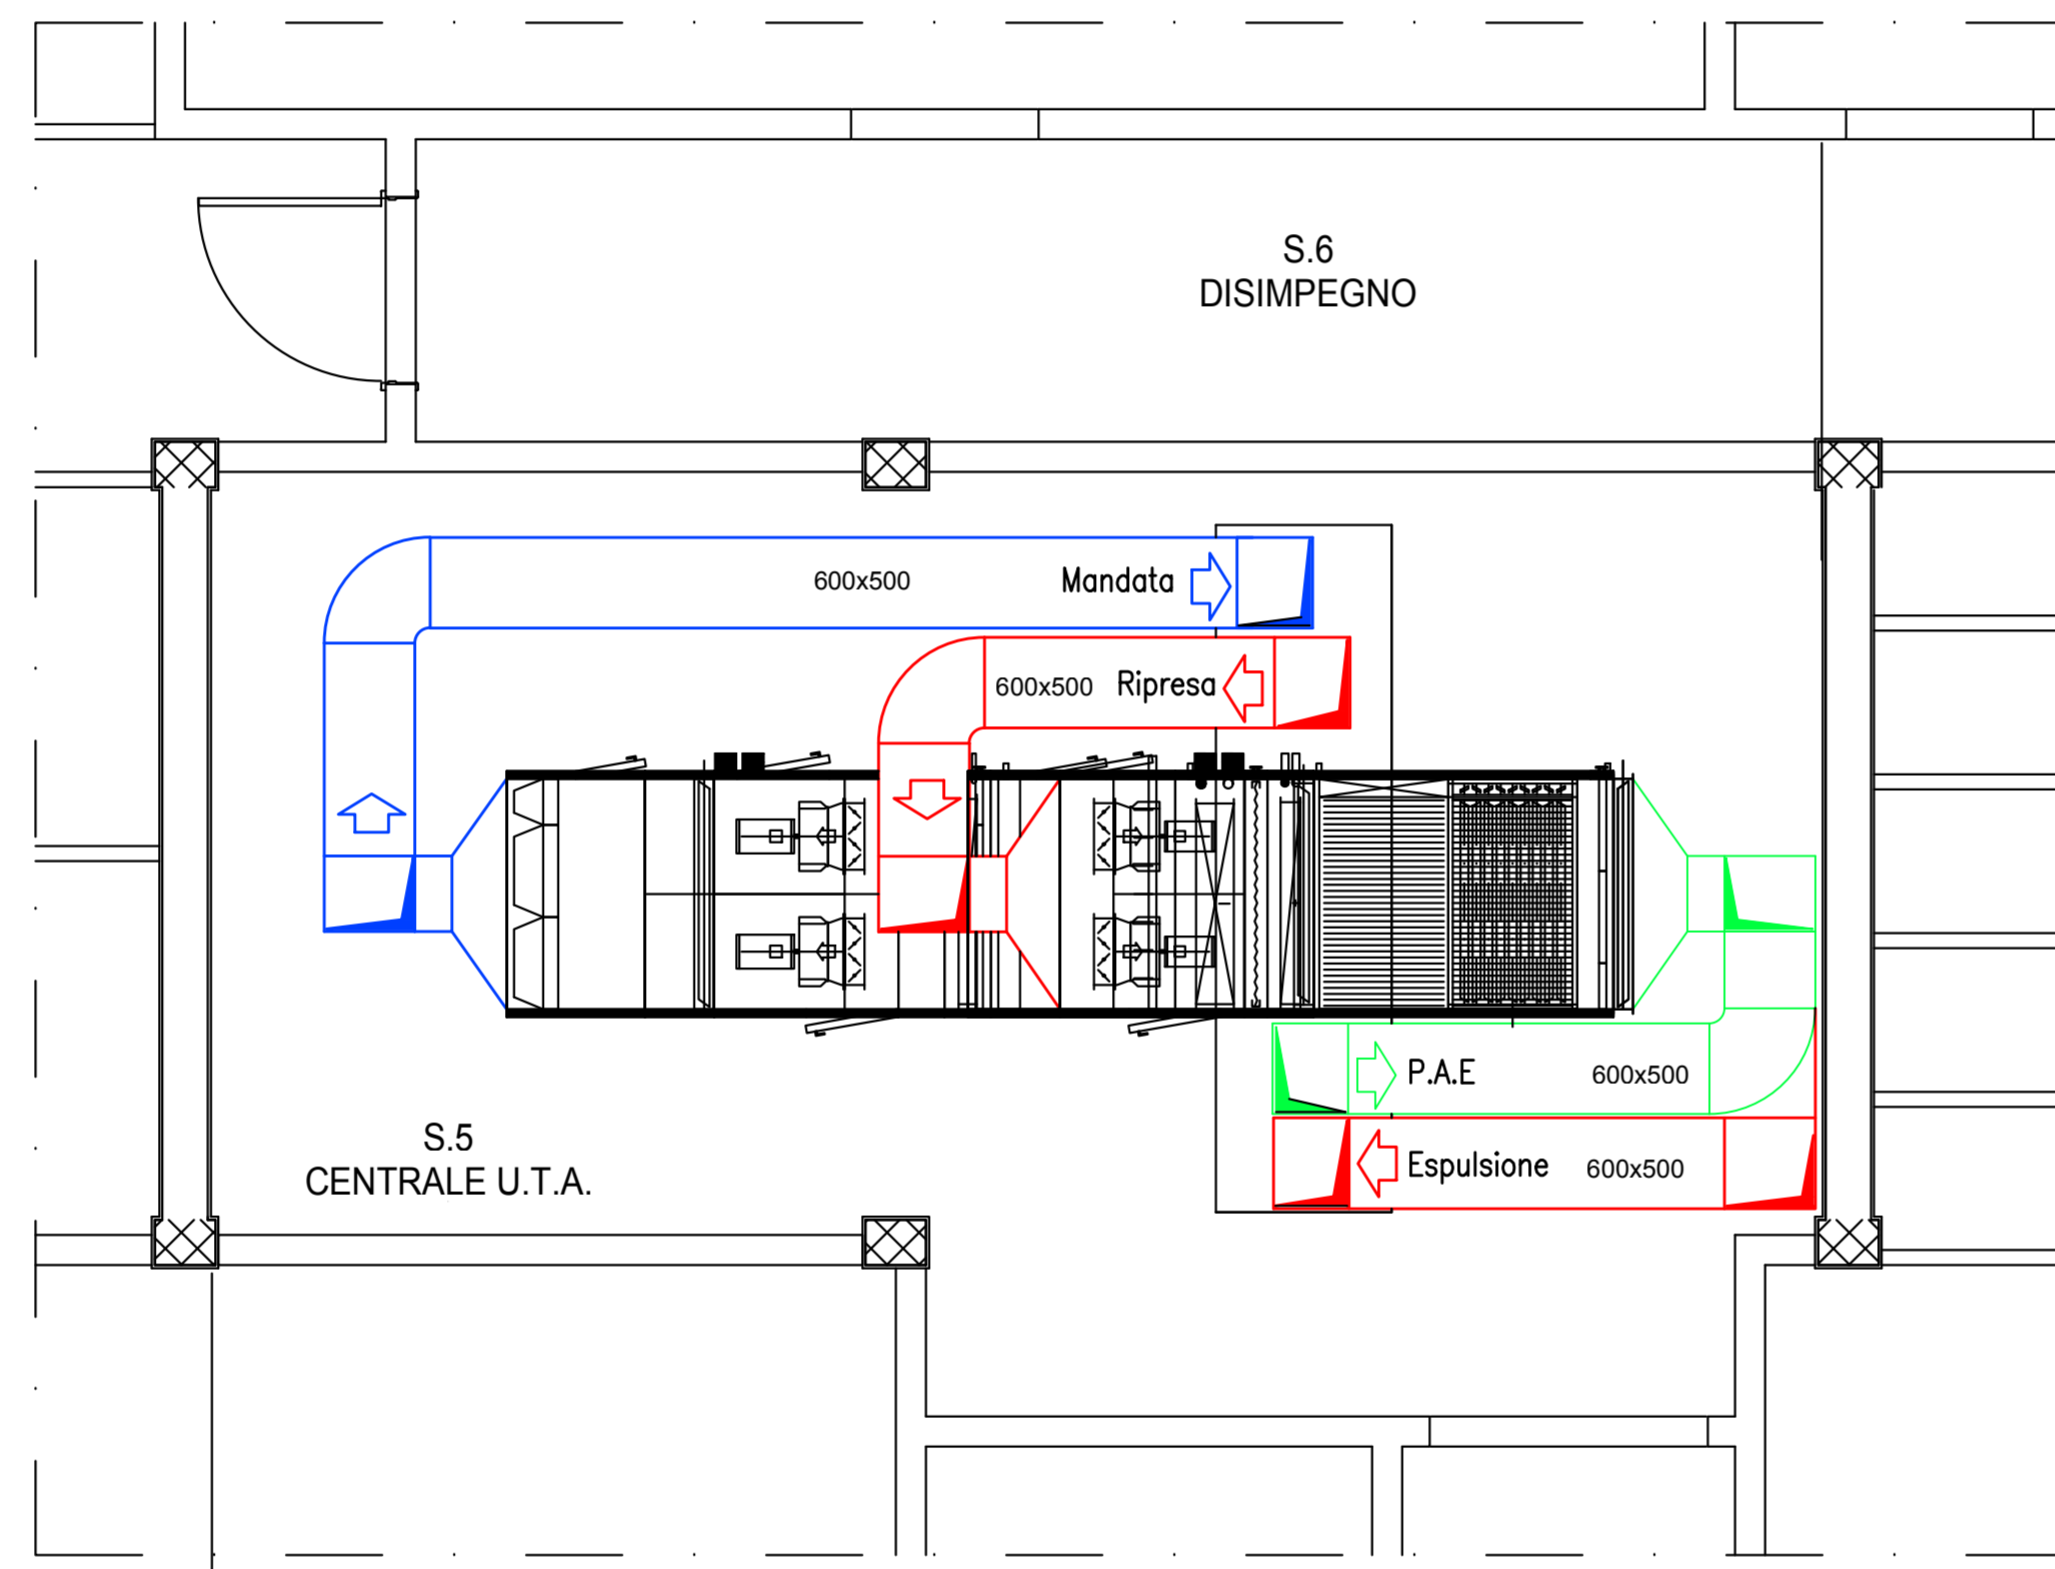 S.6
DISIMPEGNO
600x500 Mandata
600x500 Ripresa
P.A.E 600x500
Espulsione 600x500
S.5
CENTRALE U.T.A.